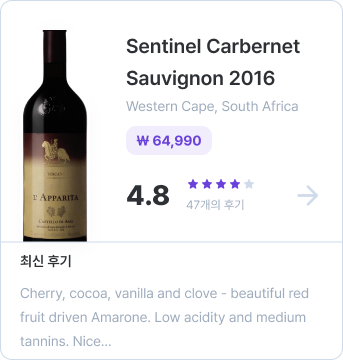 Sentinel Carbernet
Sauvignon 2016
Western Cape, South Africa
₩ 64,990
L'APPARITA
4.8
47개의 후기
최신 후기
Cherry, cocoa, vanilla and clove - beautiful red
fruit driven Amarone. Low acidity and medium
tannins. Nice...